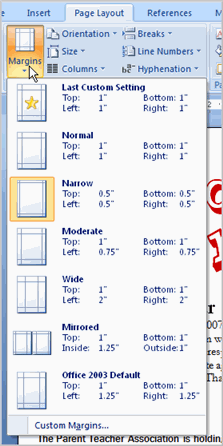 Insert Page Layout References
Margins
Orientation Breaks
Size Line Numbers
Columns Hyphenation
Last Custom Setting
Top: 1" Bottom: 1"
Left: 1" Right: 1"
Normal
Top: 1" Bottom: 1"
Left: 1" Right: 1"
Narrow
Top: 0.5" Bottom: 0.5"
Left: 0.5" Right: 0.5"
Moderate
Top: 1" Bottom: 1"
Left: 0.75" Right: 0.75"
Wide
Top: 1" Bottom: 1"
Left: 2" Right: 2"
Mirrored
Top: 1" Bottom: 1"
Inside: 1.25" Outside: 1"
Office 2003 Default
Top: 1" Bottom: 1"
Left: 1.25" Right: 1.25"
Custom Margins...
The Parent Teacher Association is holdin